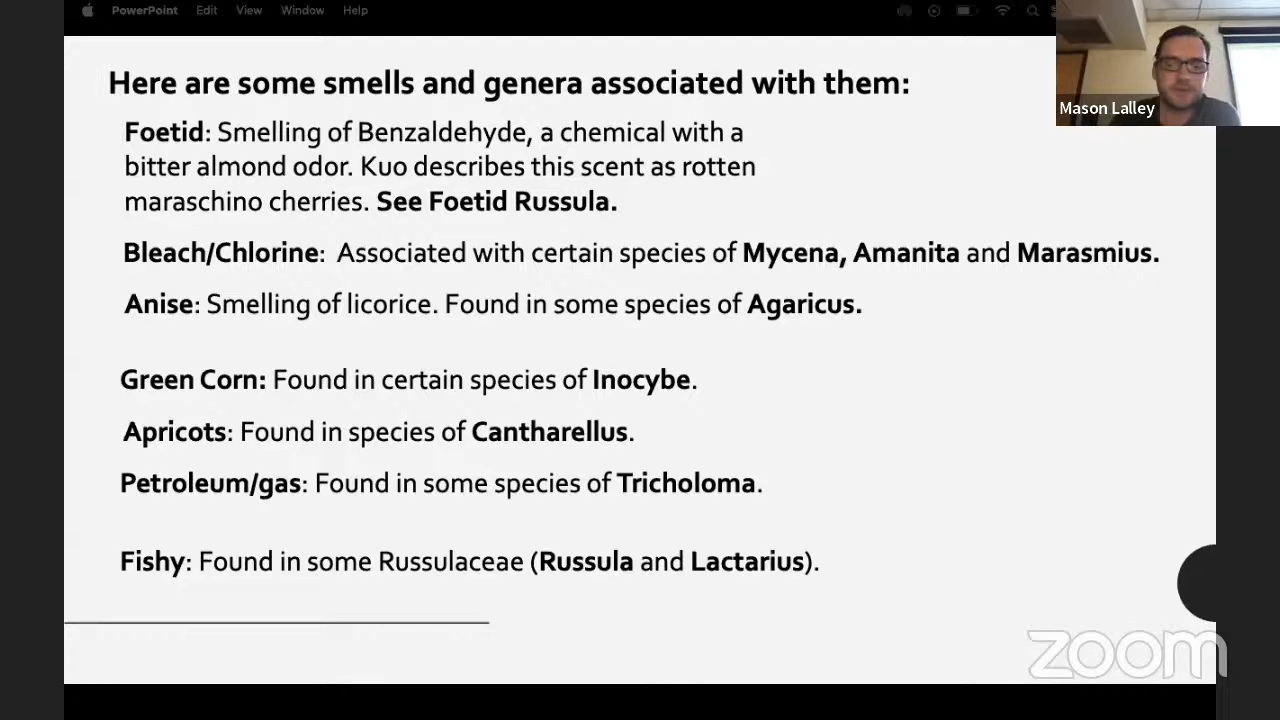 PowerPoint Edit View Window Help
Here are some smells and genera associated with them:
Mason Lalley
Foetid: Smelling of Benzaldehyde, a chemical with a
bitter almond odor. Kuo describes this scent as rotten
maraschino cherries. See Foetid Russula.
Bleach/Chlorine: Associated with certain species of Mycena, Amanita and Marasmius.
Anise: Smelling of licorice. Found in some species of Agaricus.
Green Corn: Found in certain species of Inocybe.
Apricots: Found in species of Cantharellus.
Petroleum/gas: Found in some species of Tricholoma.
Fishy: Found in some Russulaceae (Russula and Lactarius).
zoom